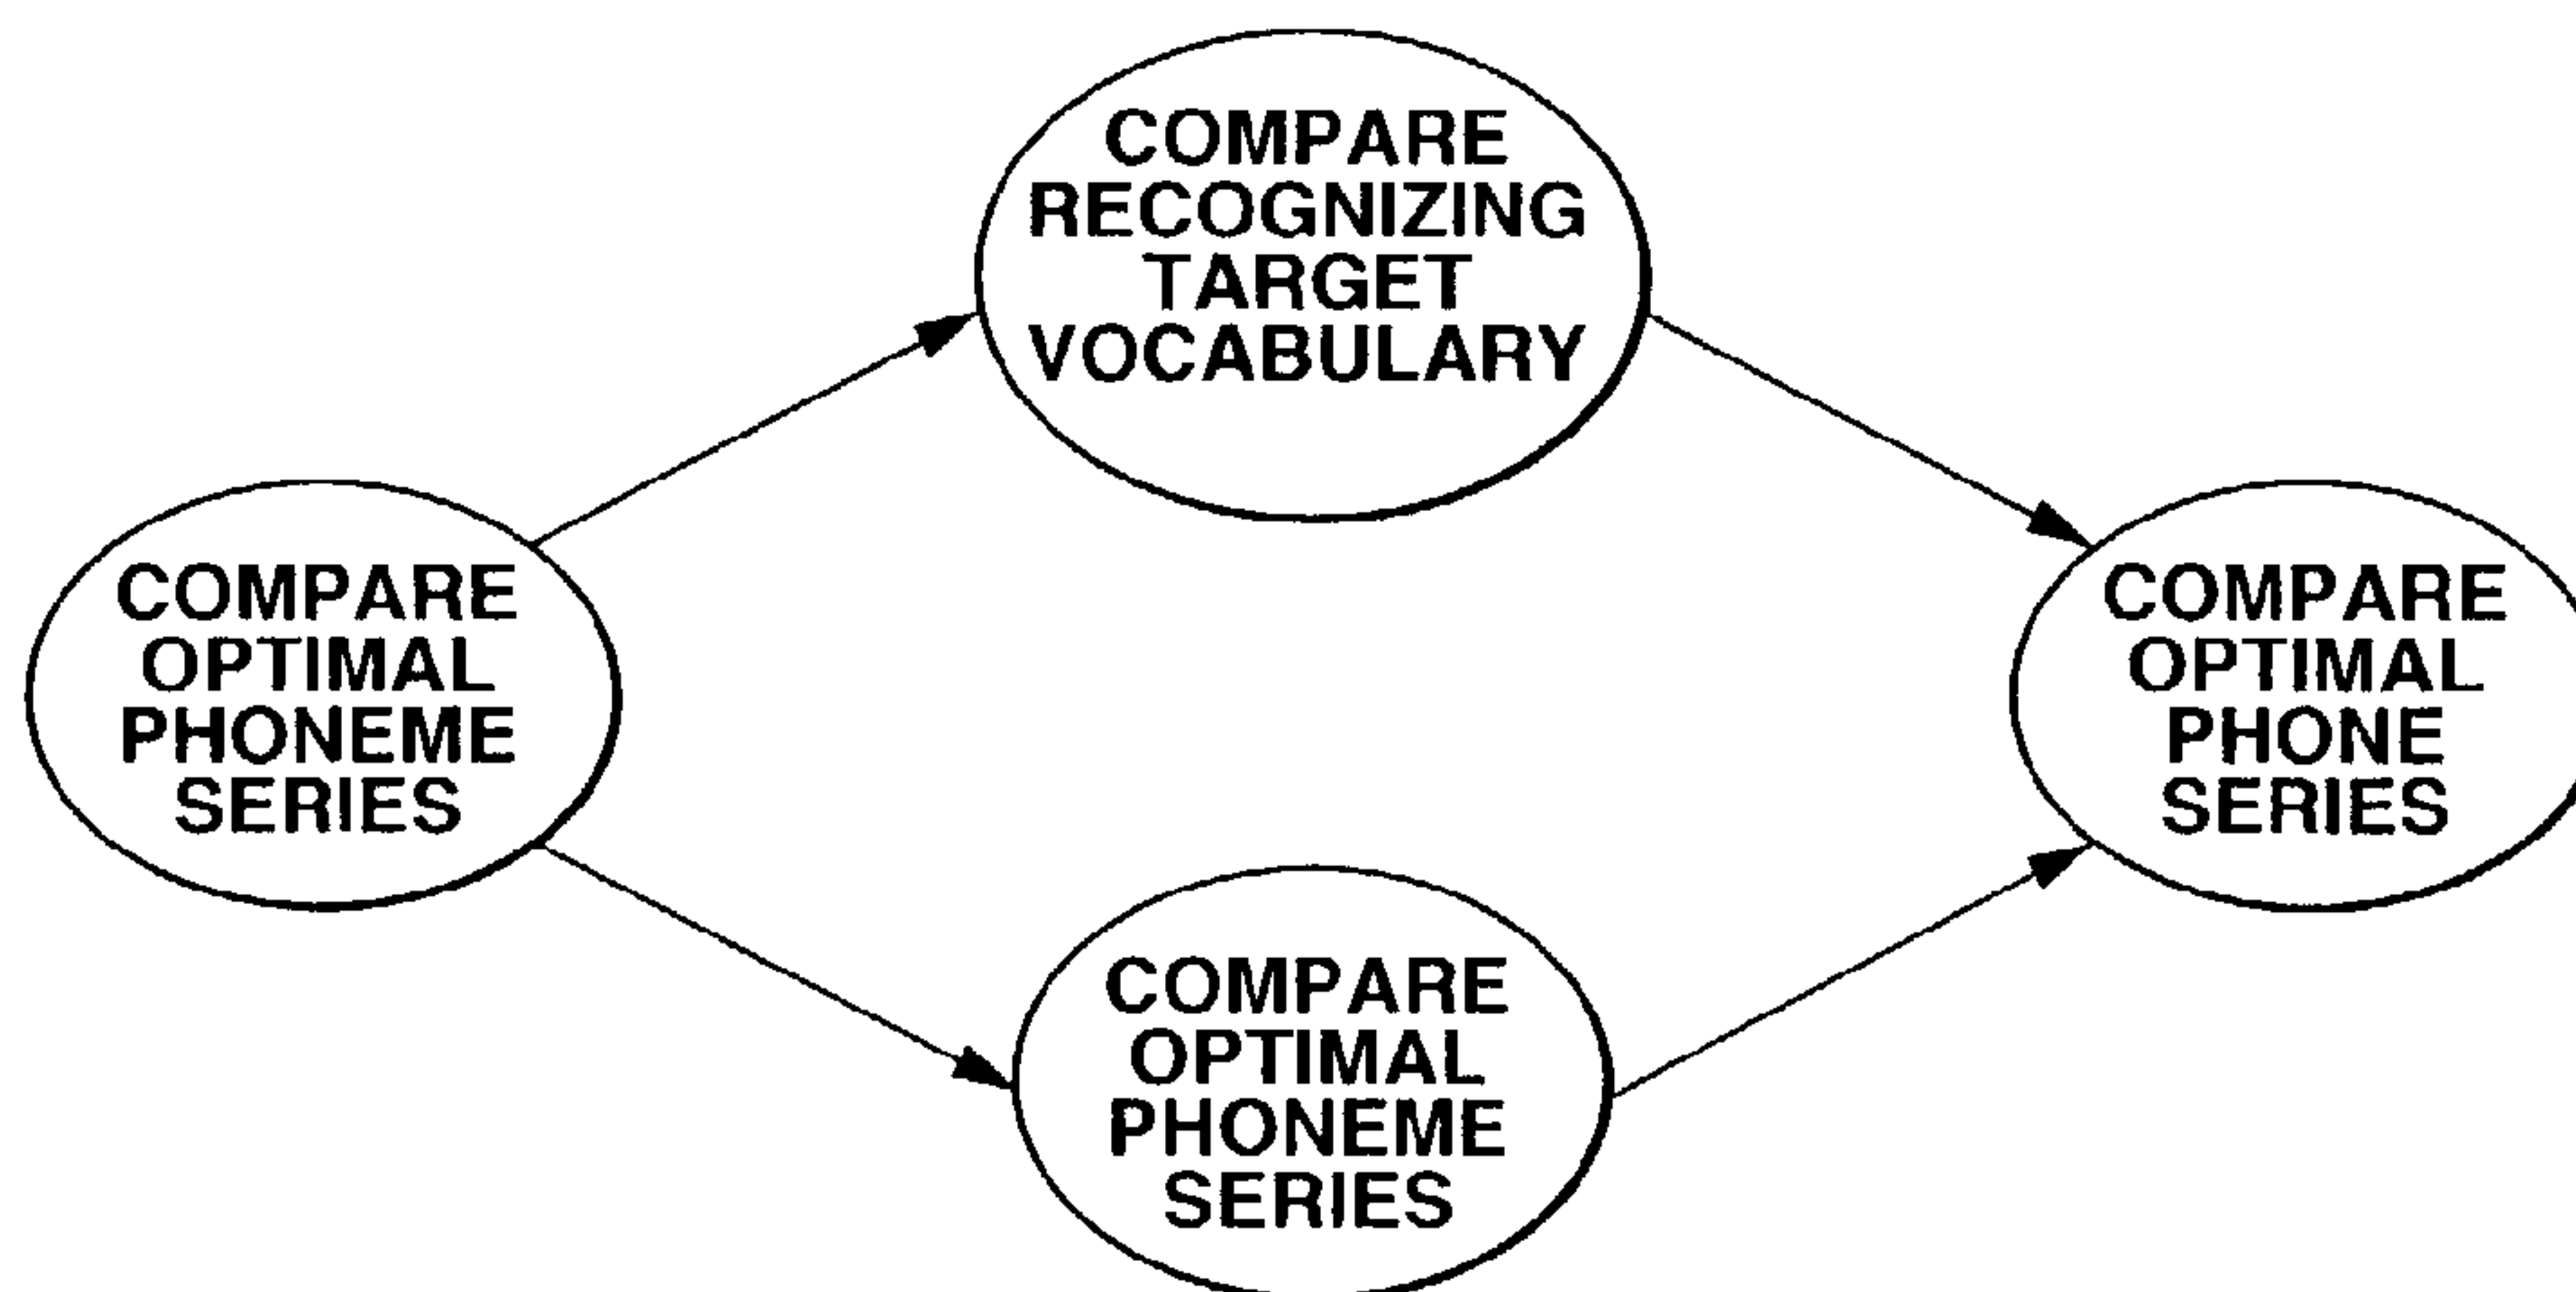 COMPARE
RECOGNIZING
TARGET
VOCABULARY
COMPARE
OPTIMAL
PHONEME
SERIES
COMPARE
OPTIMAL
PHONE
SERIES
COMPARE
OPTIMAL
PHONEME
SERIES